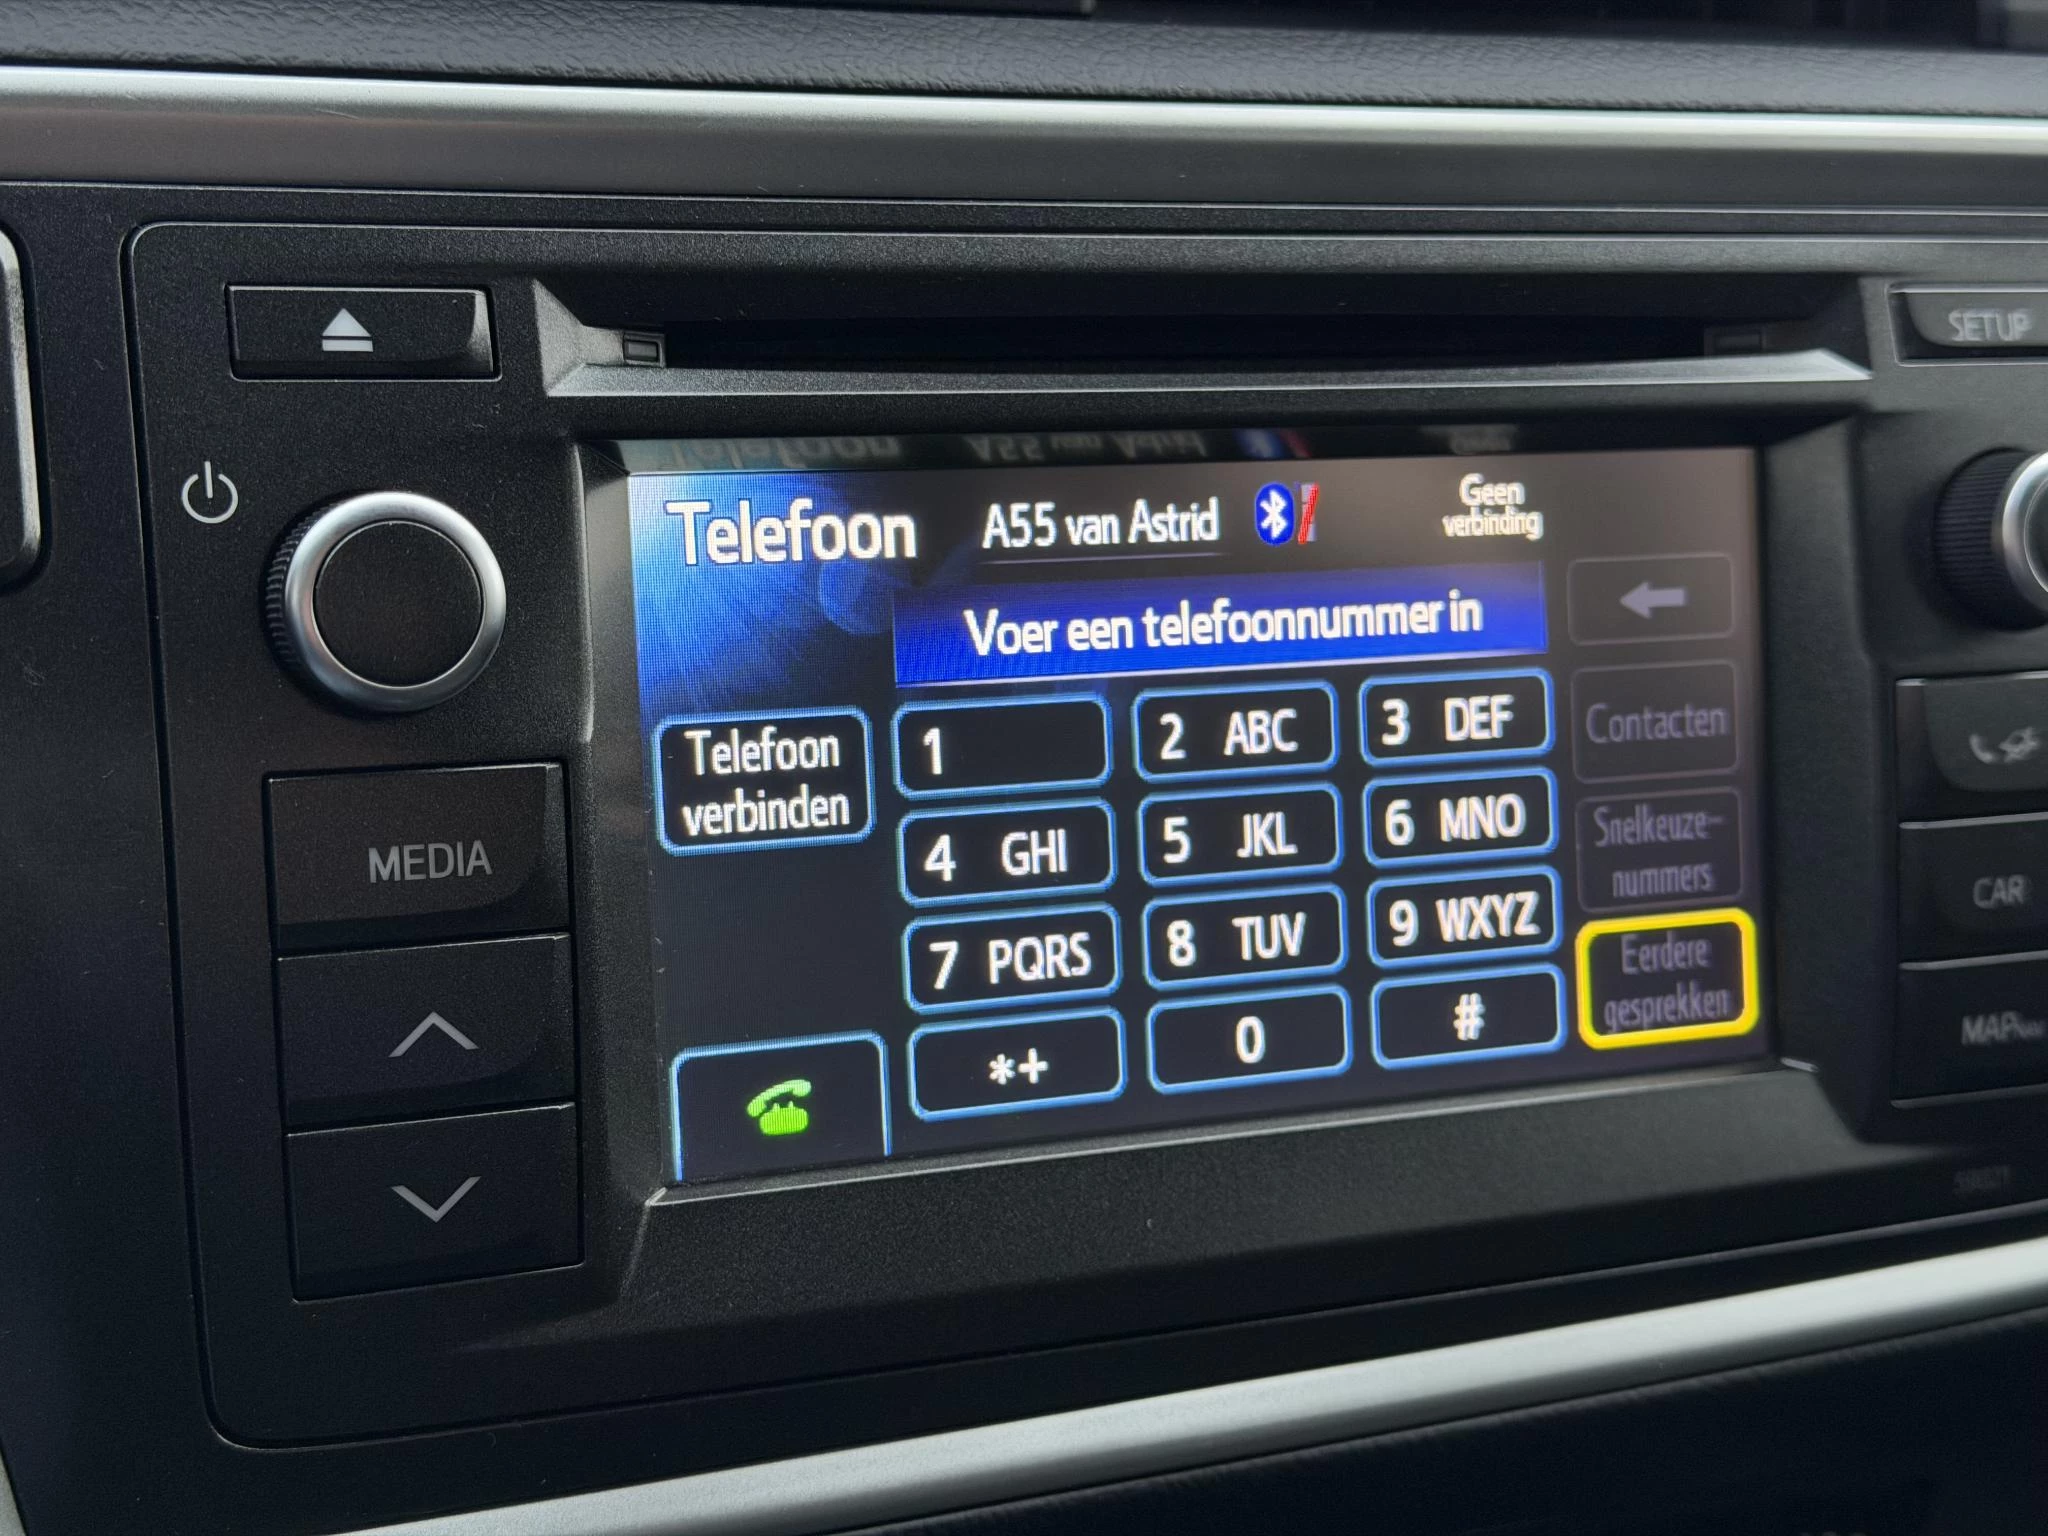 SETUP
Telefoon
A55 van Astrid
Geen
verbinding
Voer een telefoonnummer in
Telefoon
verbinden
1
2 ABC
3 DEF
Contacten
4 GHI
5 JKL
6 MNO
Snelkeuze-
nummers
7 PQRS
8 TUV
9 WXYZ
Eerdere
gesprekken
*+
0
#
MEDIA
CAR
MAP